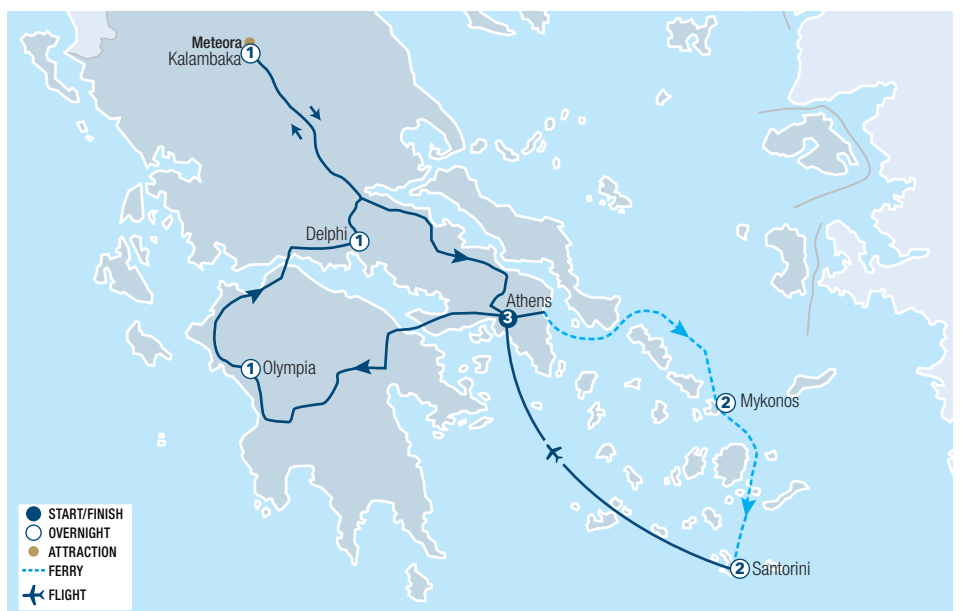 Meteora
1
Kalambaka
Delphi
1
Athens
3
1
Olympia
2
Mykonos
2
Santorini
START/FINISH
OVERNIGHT
ATTRACTION
FERRY
FLIGHT